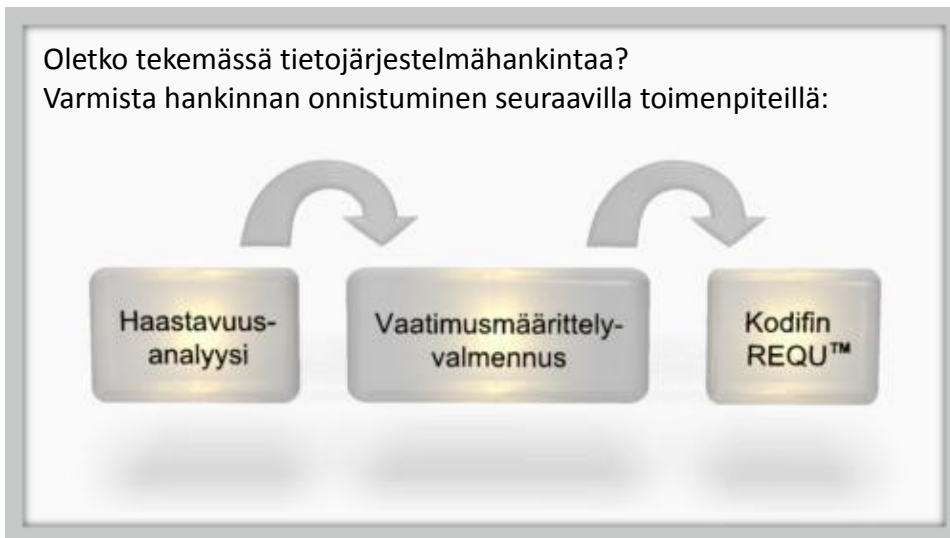 Oletko tekemässä tietojärjestelmähankintaa?
Varmista hankinnan onnistuminen seuraavilla toimenpiteillä:
Haastavuus-
analyysi
Vaatimusmäärittely-
valmennus
Kodifin
REQU™